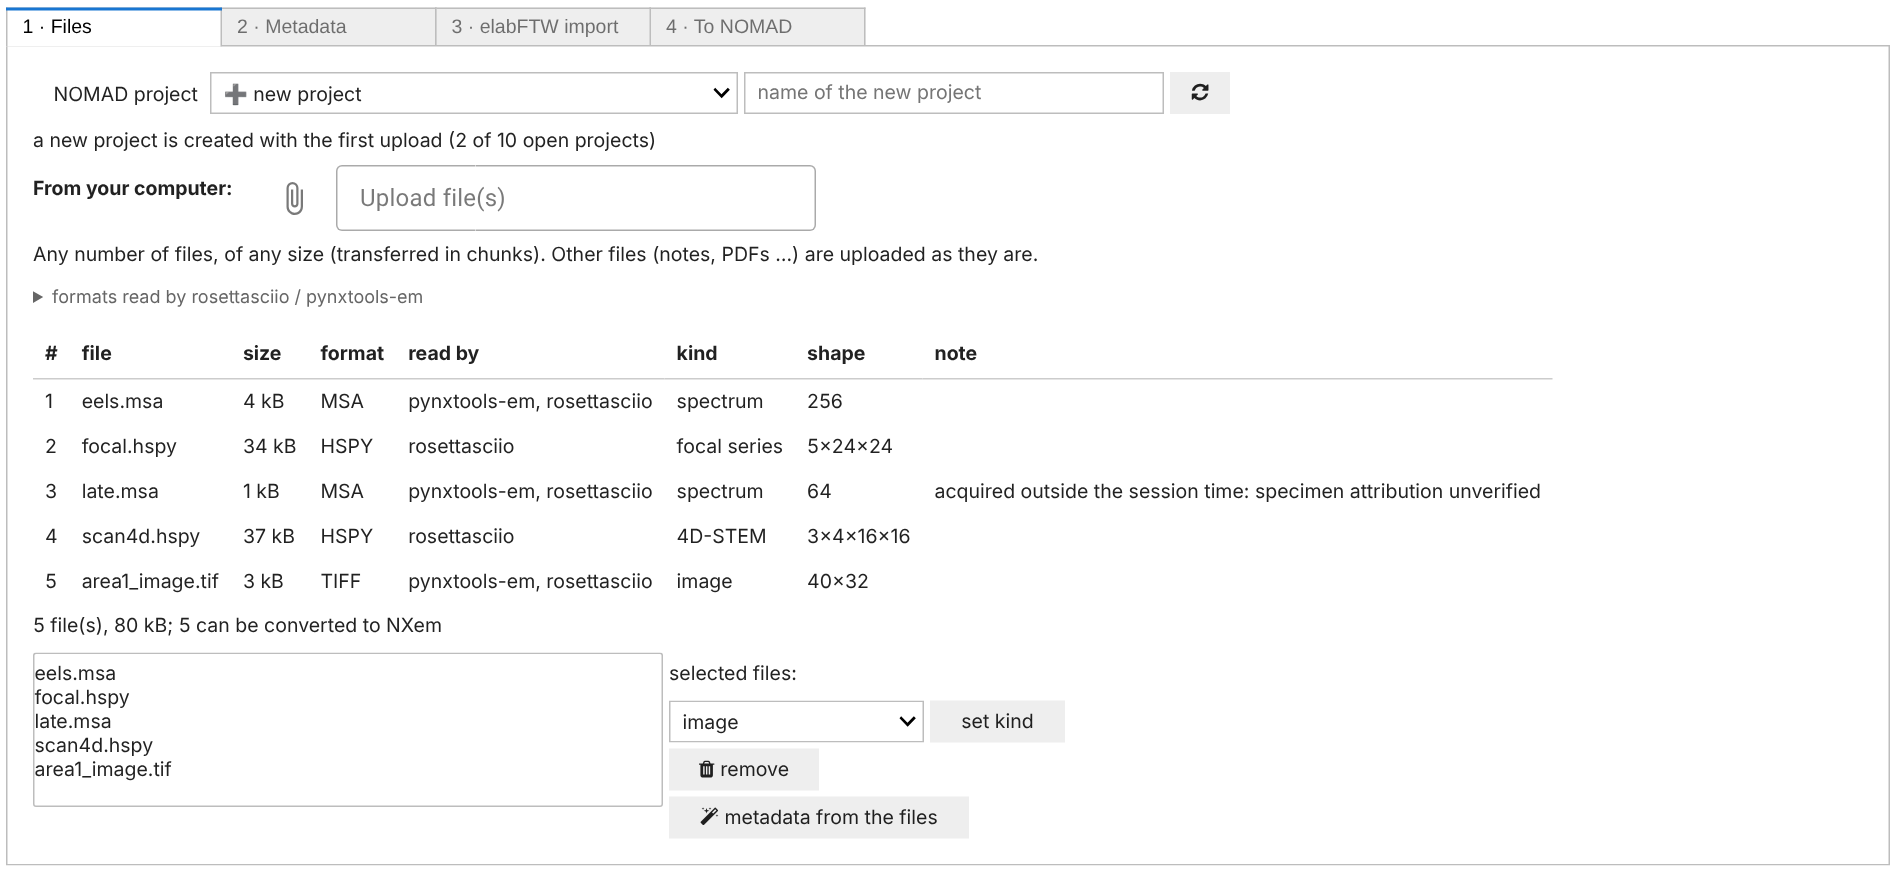 1 · Files
2 · Metadata
3 · elabFTW import
4 · To NOMAD
NOMAD project
➕ new project
name of the new project
a new project is created with the first upload (2 of 10 open projects)
From your computer:
Upload file(s)
Any number of files, of any size (transferred in chunks). Other files (notes, PDFs ...) are uploaded as they are.
▶ formats read by rosettasciio / pynxtools-em
# file size format read by kind shape note
1 eels.msa 4 kB MSA pynxtools-em, rosettasciio spectrum 256
2 focal.hspy 34 kB HSPY rosettasciio focal series 5×24×24
3 late.msa 1 kB MSA pynxtools-em, rosettasciio spectrum 64 acquired outside the session time: specimen attribution unverified
4 scan4d.hspy 37 kB HSPY rosettasciio 4D-STEM 3×4×16×16
5 area1_image.tif 3 kB TIFF pynxtools-em, rosettasciio image 40×32
5 file(s), 80 kB; 5 can be converted to NXem
eels.msa
focal.hspy
late.msa
scan4d.hspy
area1_image.tif
selected files:
image
set kind
remove
metadata from the files